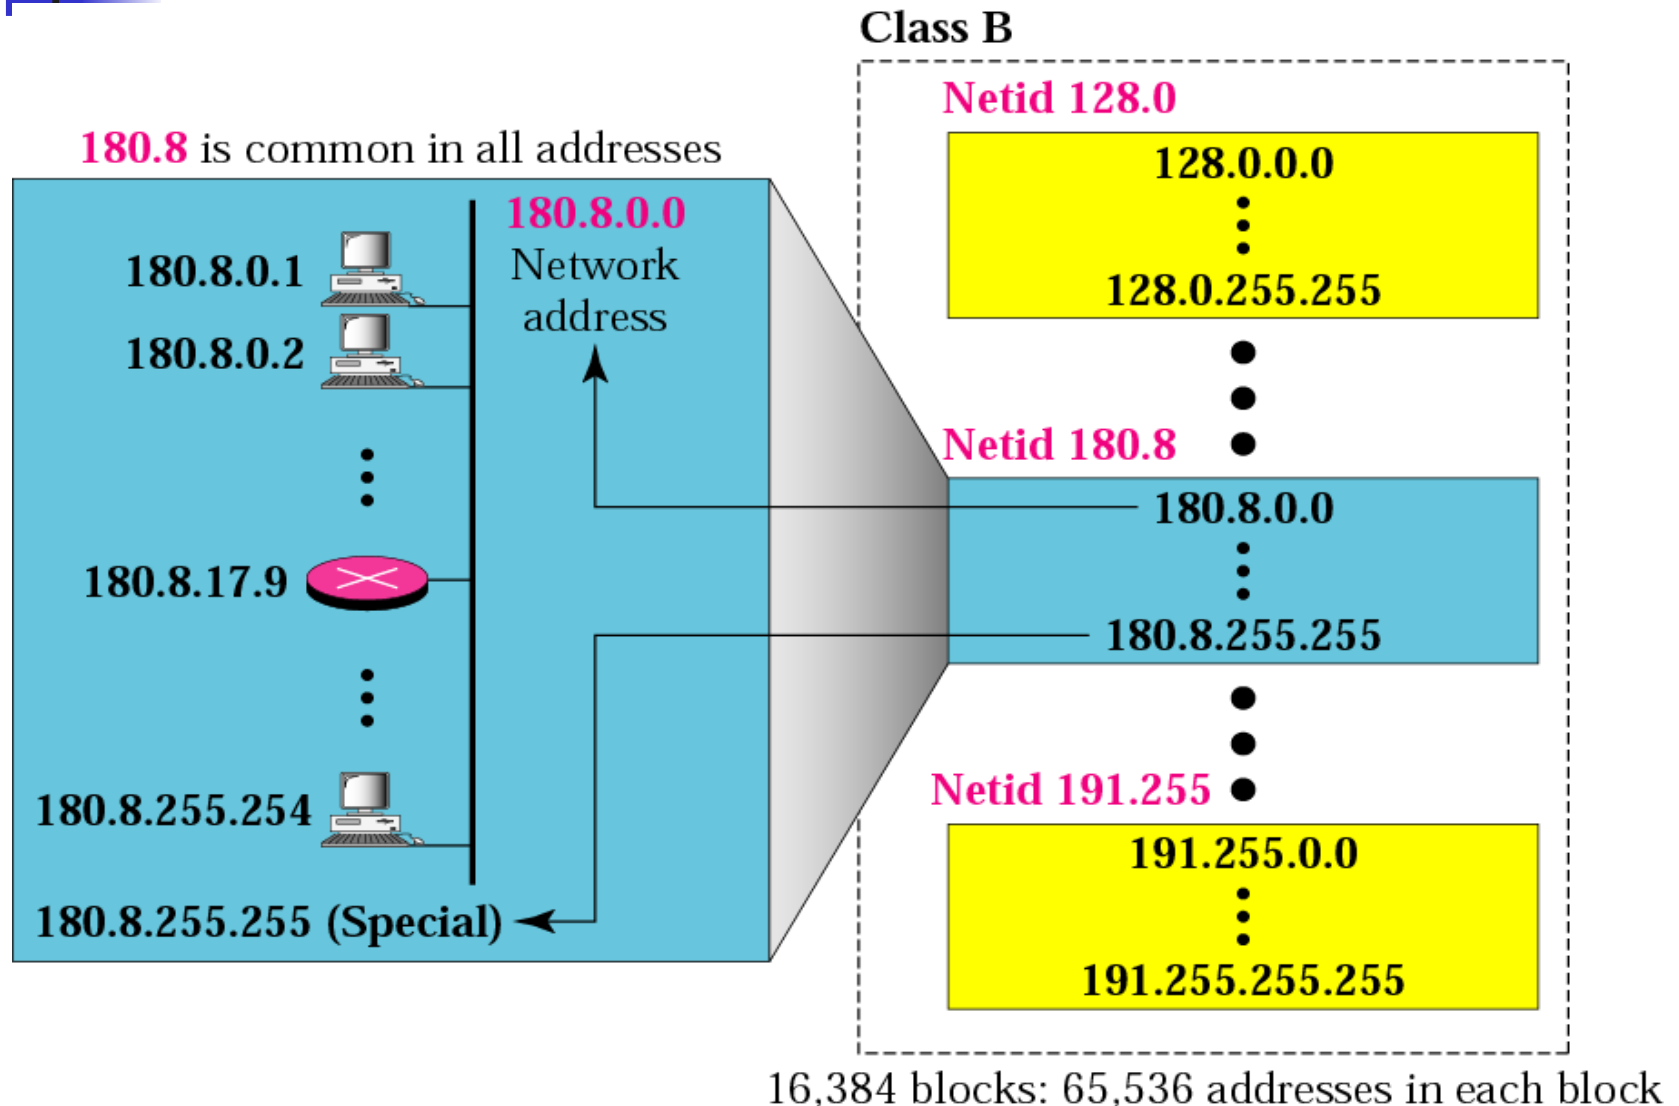 Class B
Netid 128.0
128.0.0.0
128.0.255.255
Netid 180.8
180.8.0.0
180.8.255.255
Netid 191.255
191.255.0.0
191.255.255.255
16,384 blocks: 65,536 addresses in each block
180.8 is common in all addresses
180.8.0.0
Network
address
180.8.0.1
180.8.0.2
180.8.17.9
180.8.255.254
180.8.255.255 (Special)